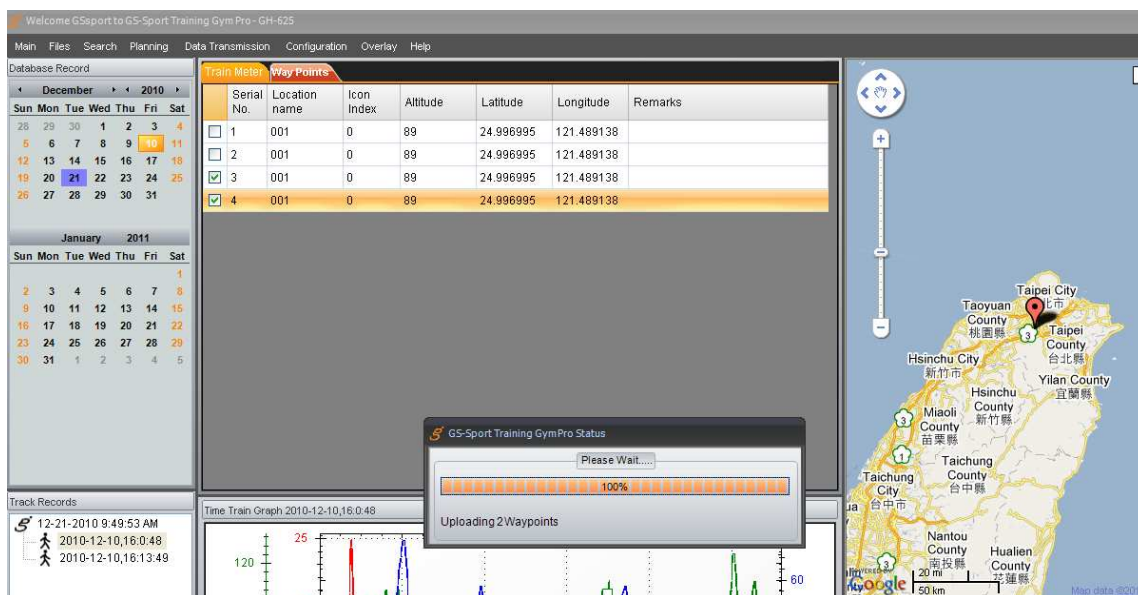 Welcome GSsport to GS-Sport Training Gym Pro - GH-625
Main Files Search Planning Data Transmission Configuration Overlay Help
Database Record
December 2010
Sun Mon Tue Wed Thu Fri Sat
28 29 30 1 2 3 4
5 6 7 8 9 10 11
12 13 14 15 16 17 18
19 20 21 22 23 24 25
26 27 28 29 30 31
January 2011
Sun Mon Tue Wed Thu Fri Sat
1
2 3 4 5 6 7 8
9 10 11 12 13 14 15
16 17 18 19 20 21 22
23 24 25 26 27 28 29
30 31 1 2 3 4 5
Track Records
12-21-2010 9:49:53 AM
2010-12-10,16:0:48
2010-12-10,16:13:49
Train Meter Way Points
Serial No. Location name Icon Index Altitude Latitude Longitude Remarks
1 001 0 89 24.996995 121.489138
2 001 0 89 24.996995 121.489138
3 001 0 89 24.996995 121.489138
4 001 0 89 24.996995 121.489138
GS-Sport Training GymPro Status
Please Wait.....
100%
Uploading 2 Waypoints
Time Train Graph 2010-12-10,16:0:48
120
25
60
Taipei City
北市
Taoyuan
County
桃園縣
3
Taipei
County
台北縣
Hsinchu City
新竹市
Yilan County
宜蘭縣
Hsinchu
County
新竹縣
3
Miaoli
County
苗栗縣
1
Taichung
County
台中縣
Taichung
City
台中市
3
Nantou
County
南投縣
Hualien
County
花蓮縣
POWERED BY
Google
20 mi
50 km
Map data ©20